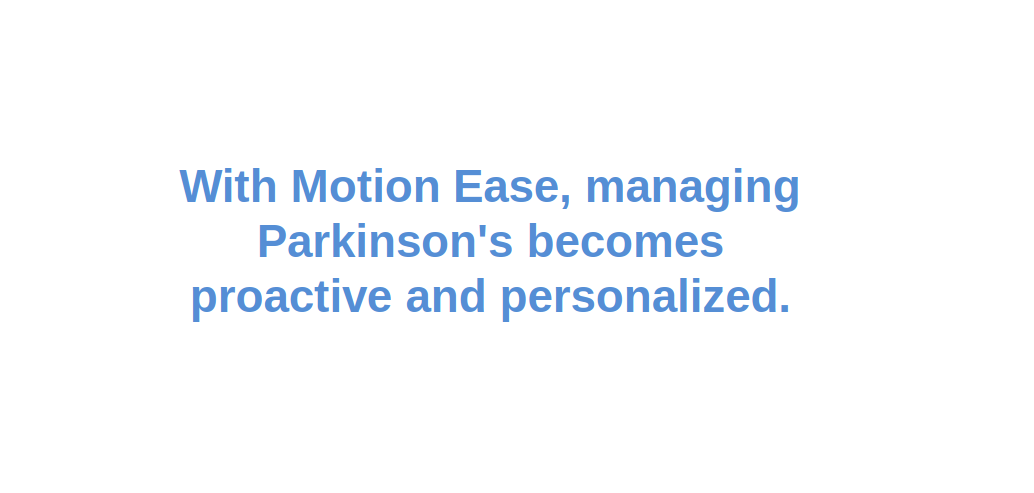 With Motion Ease, managing
Parkinson's becomes
proactive and personalized.